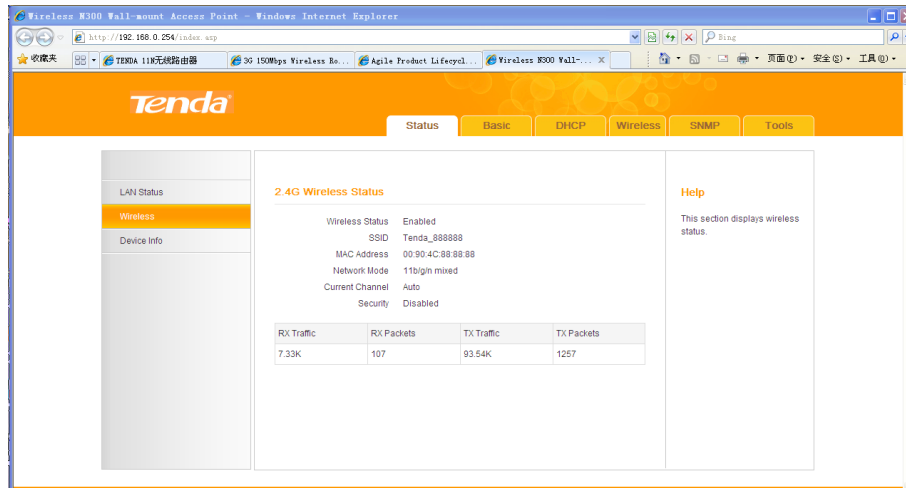 Wireless N300 Wall-mount Access Point - Windows Internet Explorer
http://192.168.0.254/index.asp
Bing
收藏夹
TENDA 11N无线路由器
3G 150Mbps Wireless Ro...
Agile Product Lifecycl...
Wireless N300 Wall-... X
页面(P)
安全(S)
工具(O)
Tenda
Status
Basic
DHCP
Wireless
SNMP
Tools
LAN Status
Wireless
Device Info
2.4G Wireless Status
Wireless Status Enabled
SSID Tenda_888888
MAC Address 00:90:4C:88:88:88
Network Mode 11b/g/n mixed
Current Channel Auto
Security Disabled
RX Traffic RX Packets TX Traffic TX Packets
7.33K 107 93.54K 1257
Help
This section displays wireless
status.